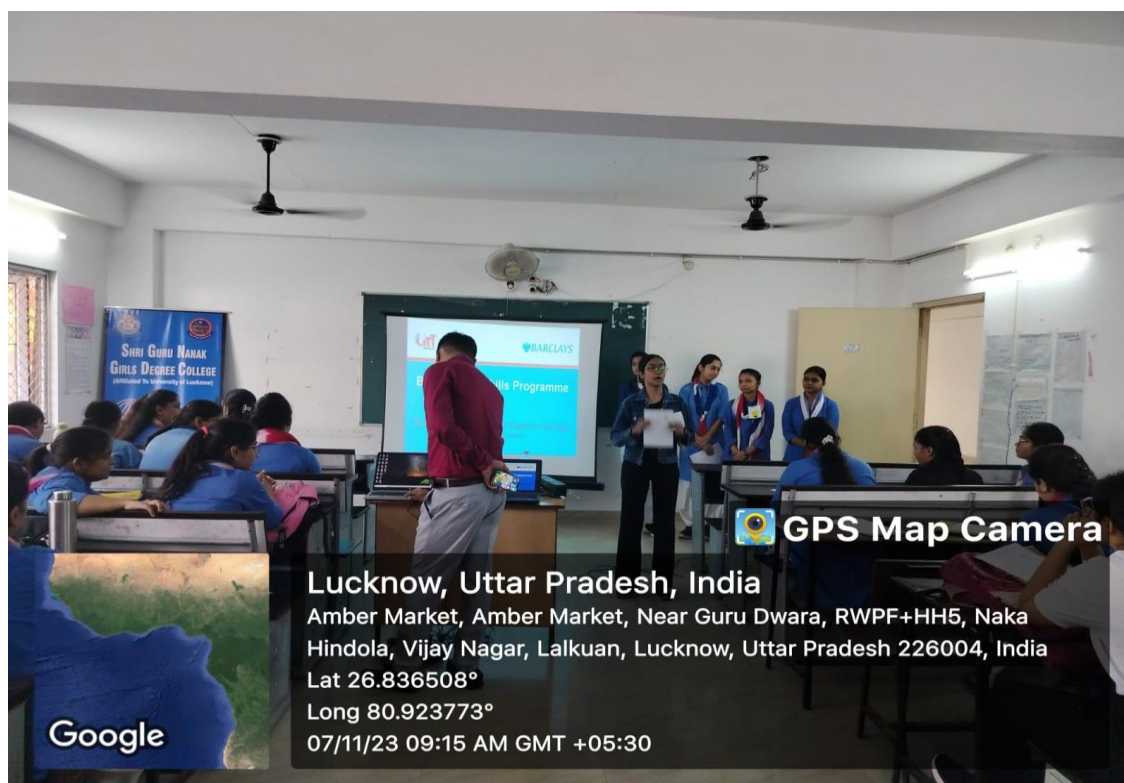 SHRI GURU NANAK
GIRLS DEGREE COLLEGE
(Affiliated To University of Lucknow)
BARCLAYS
Programme
GPS Map Camera
Lucknow, Uttar Pradesh, India
Amber Market, Amber Market, Near Guru Dwara, RWPF+HH5, Naka
Hindola, Vijay Nagar, Lalkuan, Lucknow, Uttar Pradesh 226004, India
Lat 26.836508°
Long 80.923773°
07/11/23 09:15 AM GMT +05:30
Google